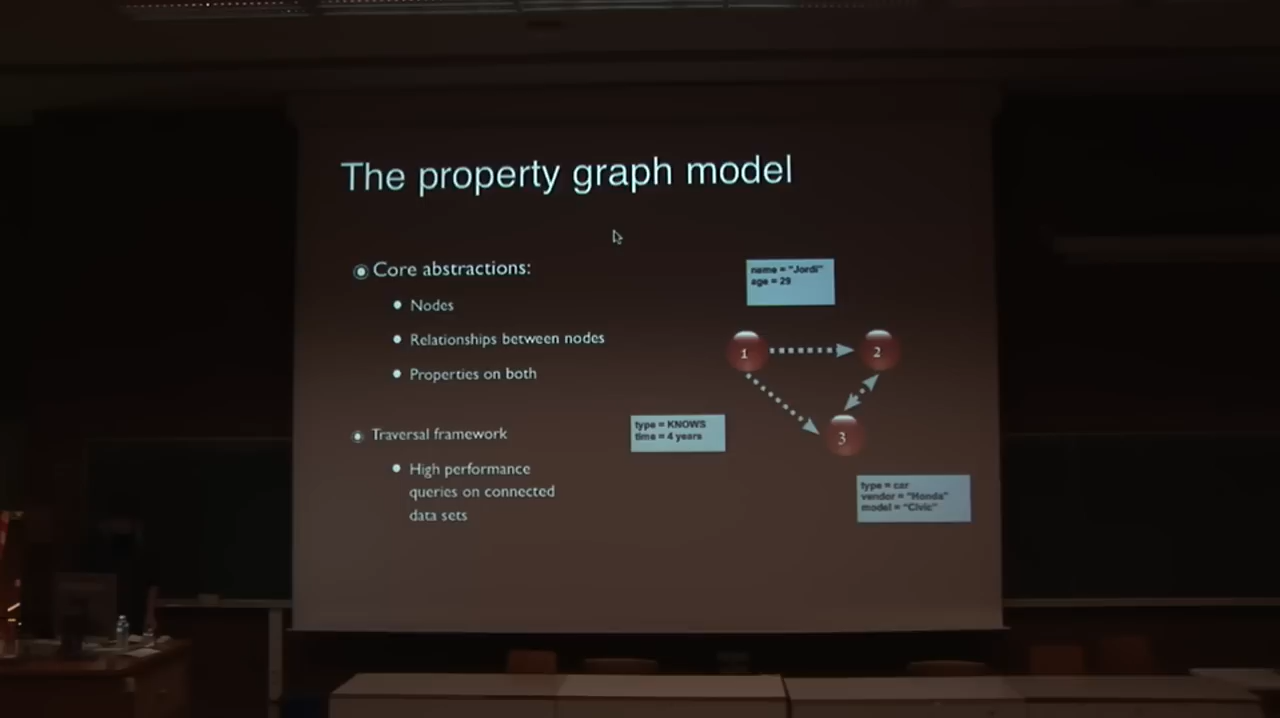 The property graph model
Core abstractions:
Nodes
Relationships between nodes
Properties on both
Traversal framework
High performance
queries on connected
data sets
name = "Jordi"
age = 29
1
2
3
type = KNOWS
time = 4 years
type = car
vendor = "Honda"
model = "Civic"